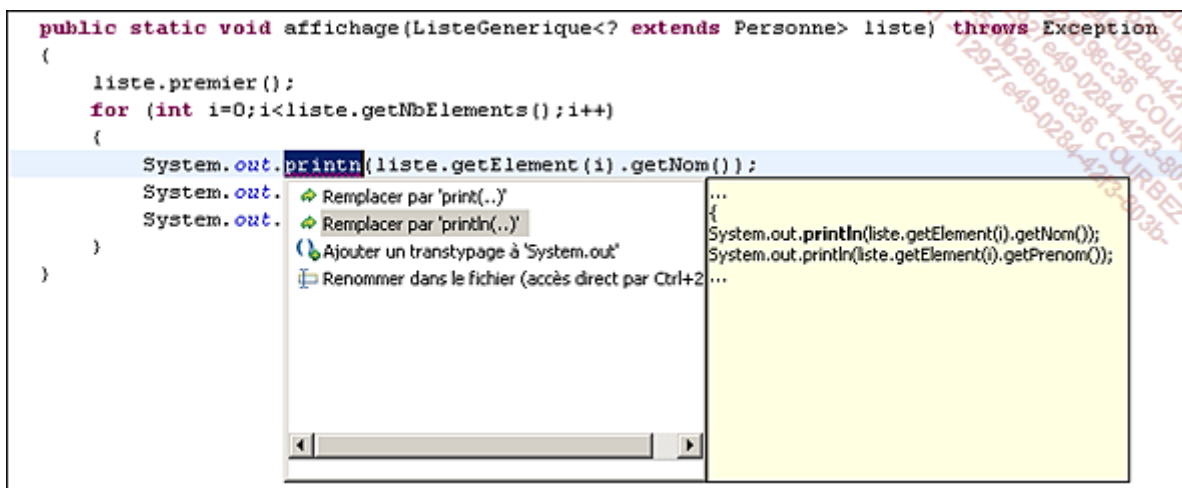 public static void affichage(ListeGenerique<? extends Personne> liste) throws Exception
{
liste.premier();
for (int i=0;i<liste.getNbElements();i++)
{
System.out.printn(liste.getElement(i).getNom());
System.out.
System.out.
}
}
Remplacer par 'print(..)'
Remplacer par 'println(..)'
Ajouter un transtypage à 'System.out'
Renommer dans le fichier (accès direct par Ctrl+2
...
{
System.out.println(liste.getElement(i).getNom());
System.out.println(liste.getElement(i).getPrenom());
...